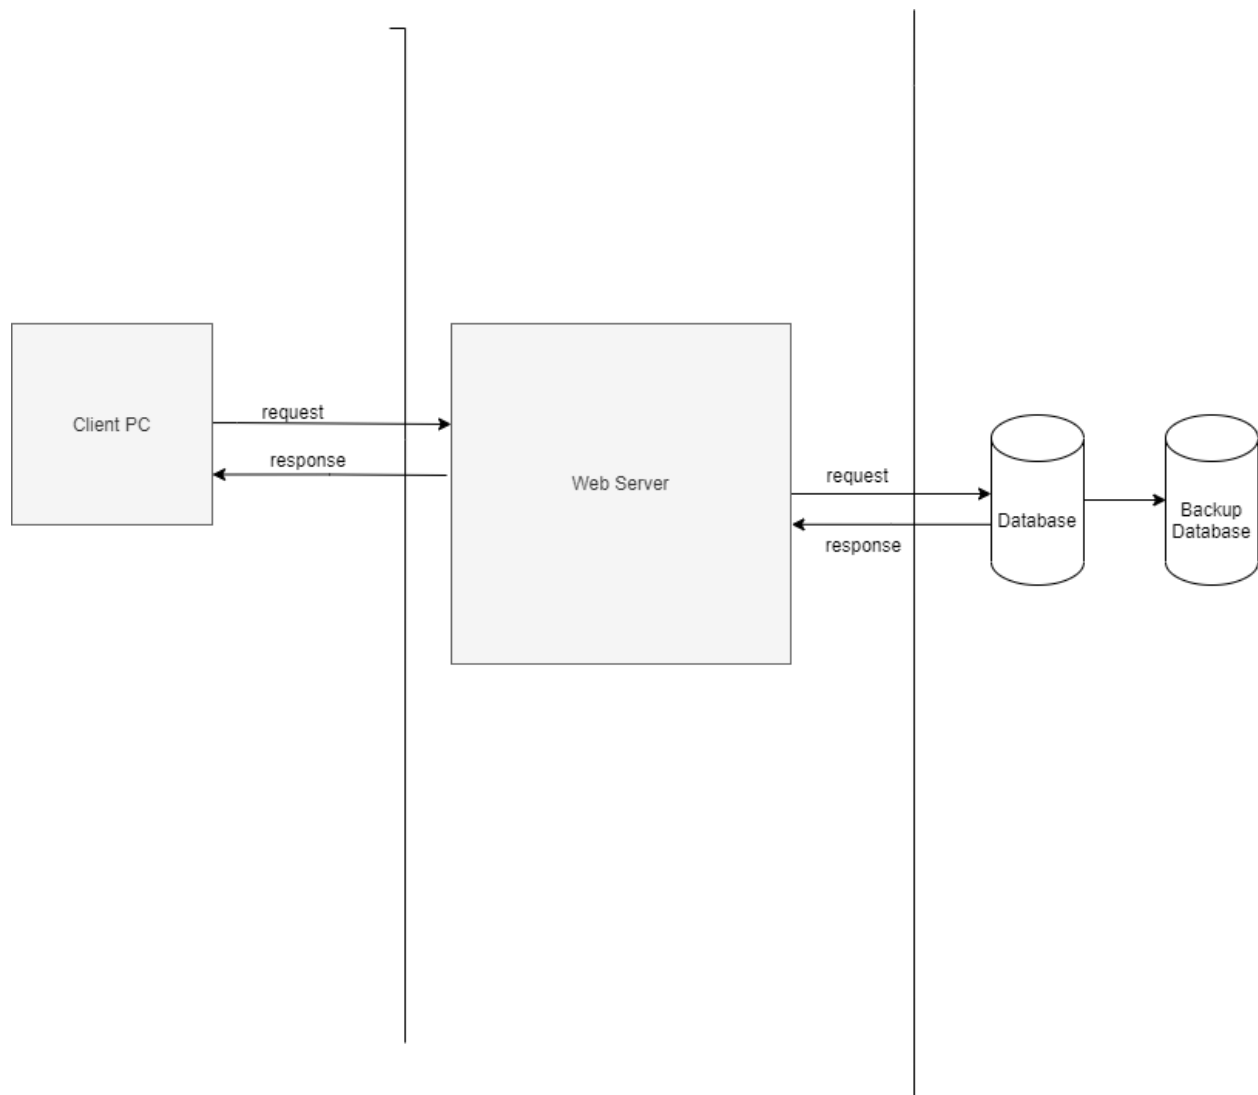 Client PC
request
response
Web Server
request
response
Database
Backup
Database